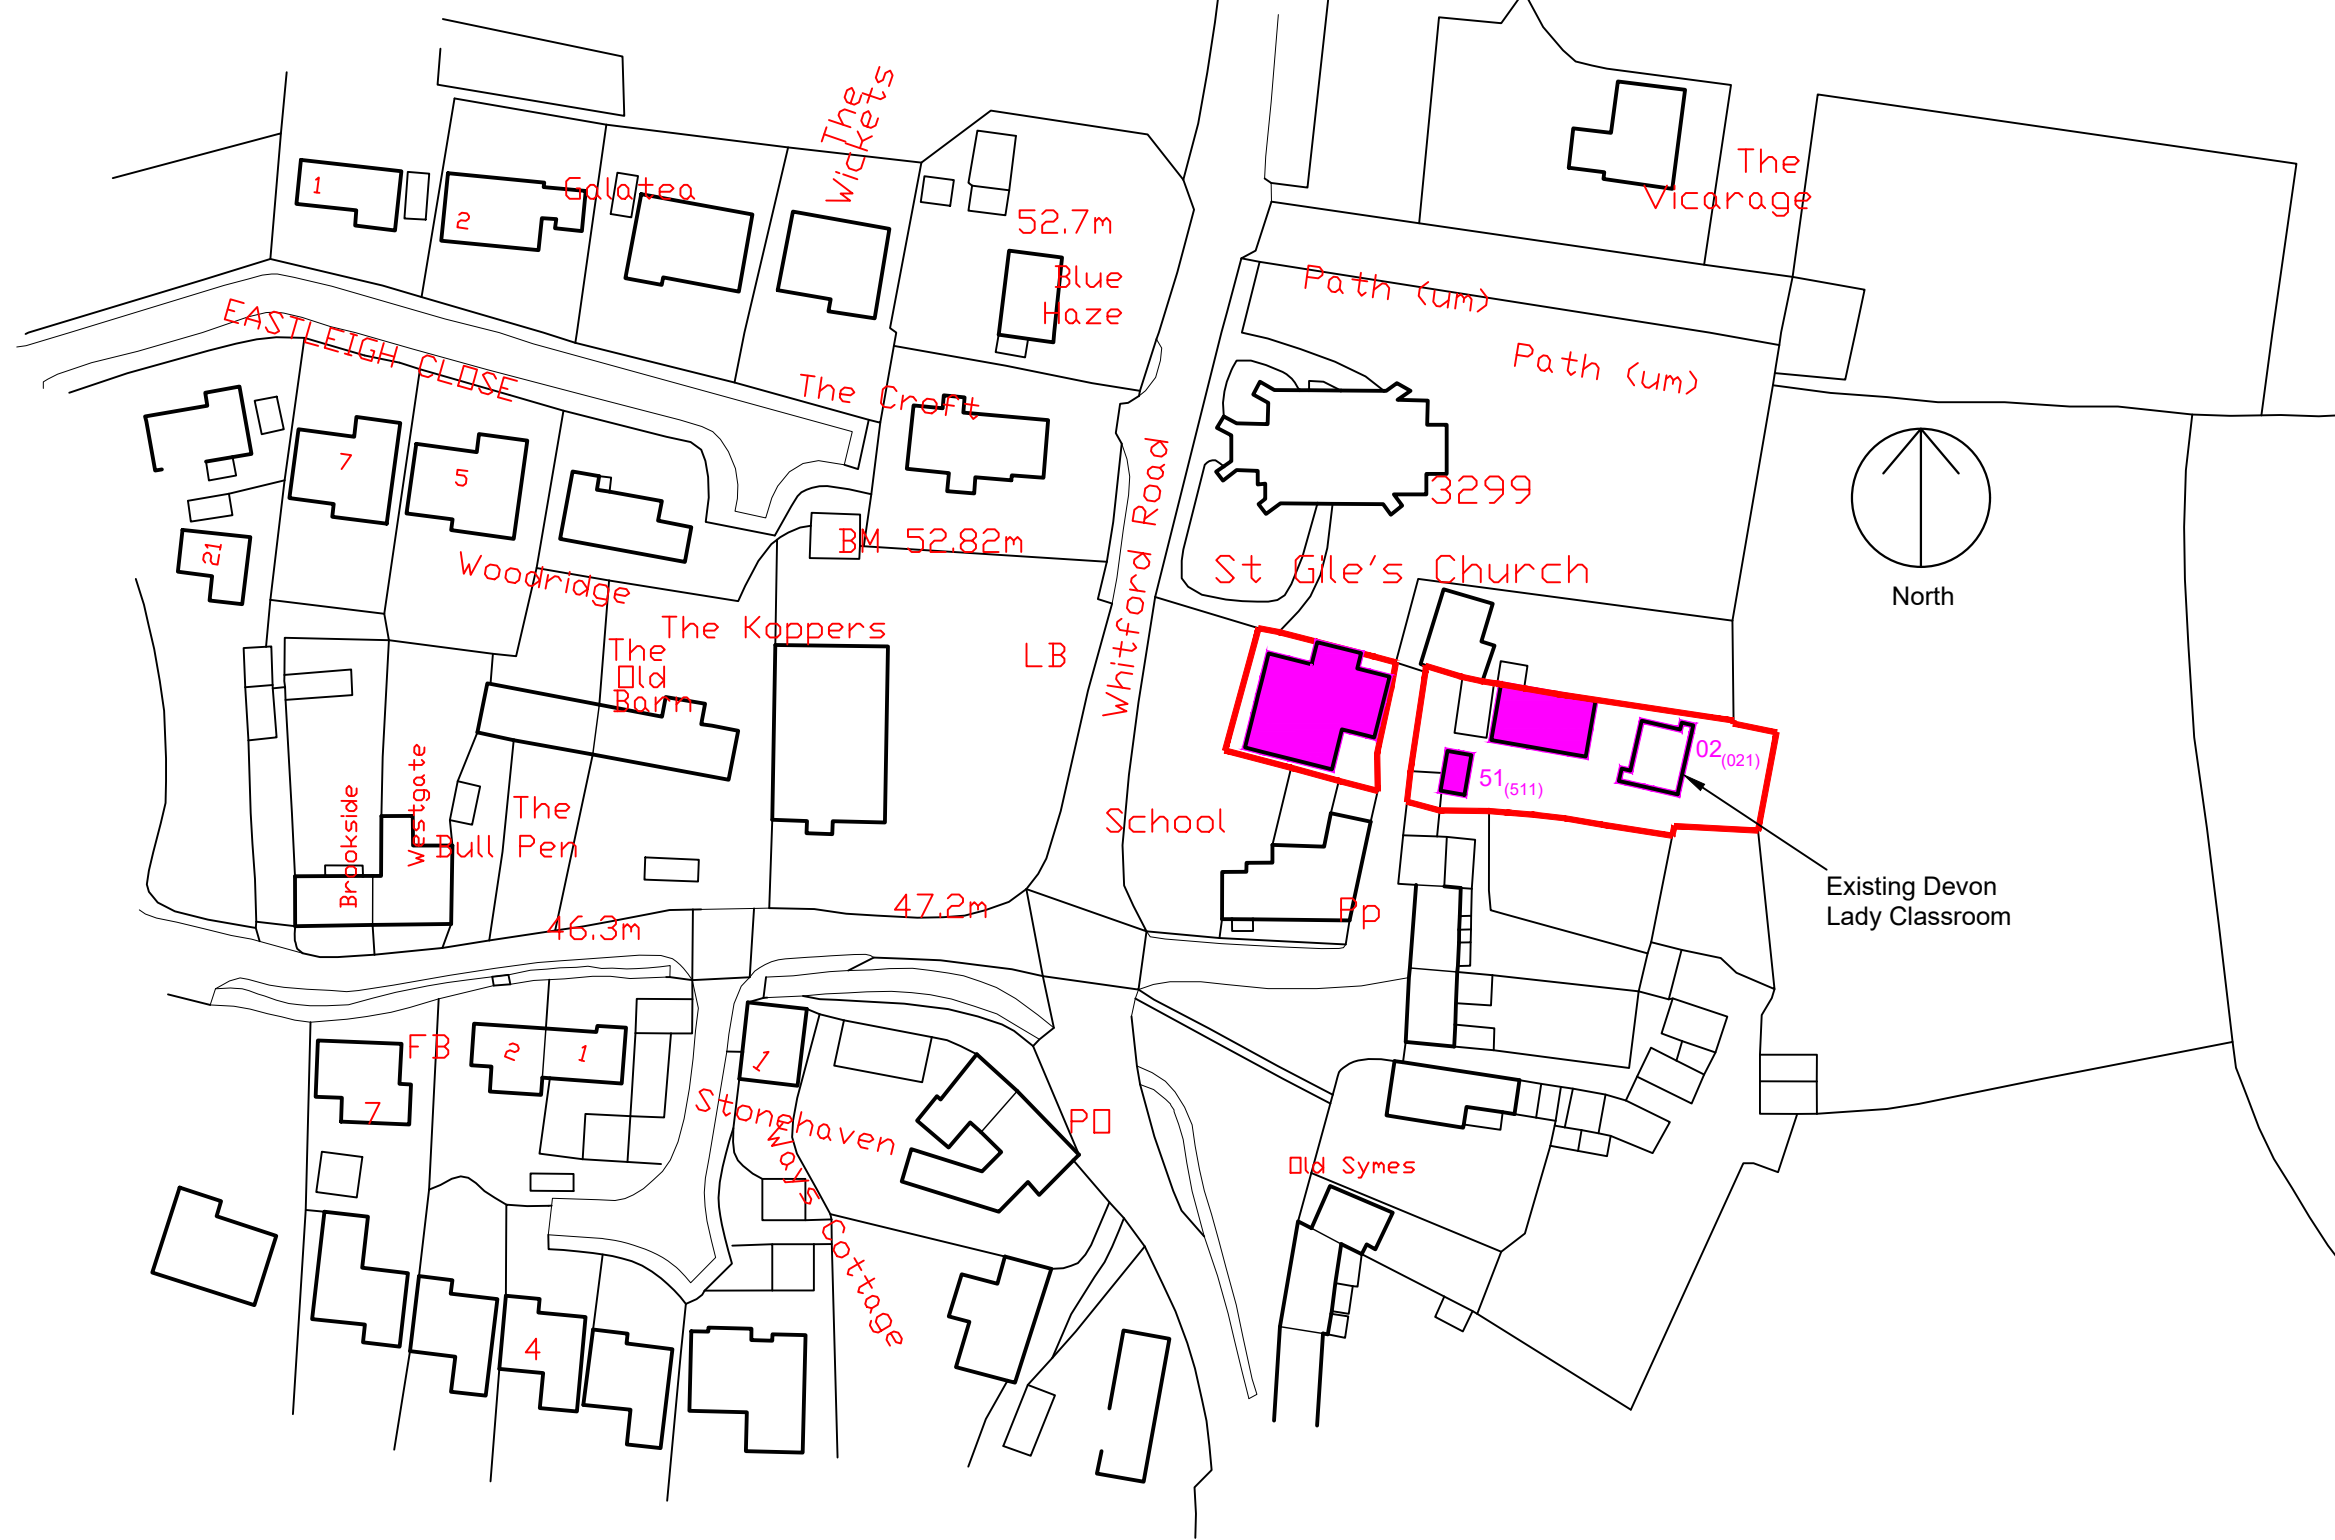 The
Wickets
1
2
Galatea
52.7m
Blue
Haze
The
Vicarage
Path (um)
Path (um)
EASTLEIGH CLOSE
The Croft
7
5
21
Woodridge
BM 52.82m
Whitford Road
3299
St Gile's Church
North
The Koppers
The
Old
Barn
LB
Brookside
Westgate
The
Bull Pen
School
51(511)
02(021)
Existing Devon
Lady Classroom
Pp
46.3m
47.2m
FB
2
1
7
1
Stonehaven
Ways Cottage
PO
Old Symes
4